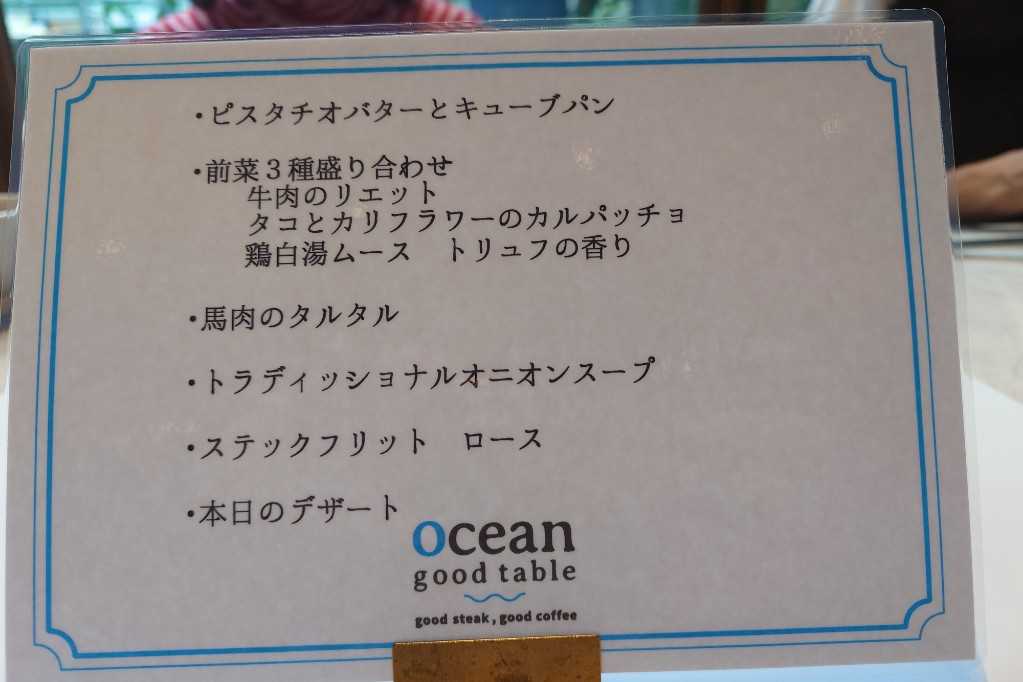 ・ピスタチオバターとキューブパン
・前菜３種盛り合わせ
牛肉のリエット
タコとカリフラワーのカルパッチョ
鶏白湯ムース　トリュフの香り
・馬肉のタルタル
・トラディッショナルオニオンスープ
・ステックフリット　ロース
・本日のデザート
ocean
good table
good steak, good coffee